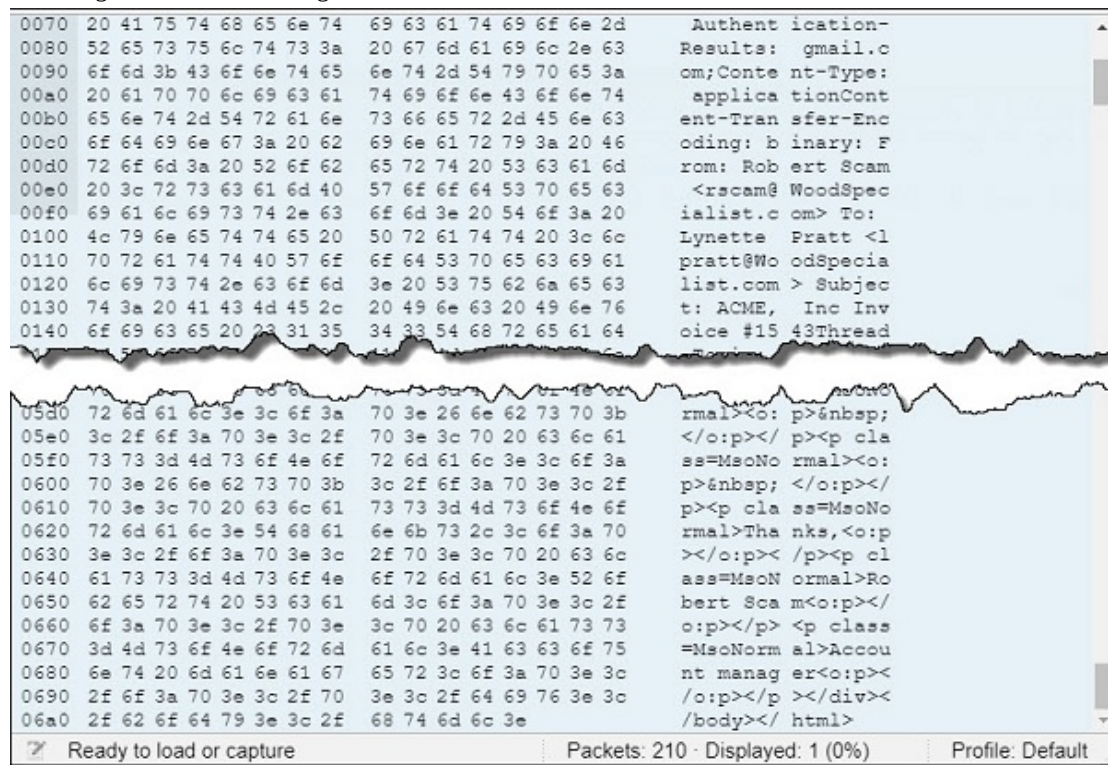 0070 20 41 75 74 68 65 6e 74 69 63 61 74 69 6f 6e 2d Authent ication-
0080 52 65 73 75 6c 74 73 3a 20 67 6d 61 69 6c 2e 63 Results: gmail.c
0090 6f 6d 3b 43 6f 6e 74 65 6e 74 2d 54 79 70 65 3a om;Conte nt-Type:
00a0 20 61 70 70 6c 69 63 61 74 69 6f 6e 43 6f 6e 74 applica tionCont
00b0 65 6e 74 2d 54 72 61 6e 73 66 65 72 2d 45 6e 63 ent-Tran sfer-Enc
00c0 6f 64 69 6e 67 3a 20 62 69 6e 61 72 79 3a 20 46 oding: b inary: F
00d0 72 6f 6d 3a 20 52 6f 62 65 72 74 20 53 63 61 6d rom: Rob ert Scam
00e0 20 3c 72 73 63 61 6d 40 57 6f 6f 64 53 70 65 63 <rscam@ WoodSpec
00f0 69 61 6c 69 73 74 2e 63 6f 6d 3e 20 54 6f 3a 20 ialist.c om> To:
0100 4c 79 6e 65 74 74 65 20 50 72 61 74 74 20 3c 6c Lynette Pratt <l
0110 70 72 61 74 74 40 57 6f 6f 64 53 70 65 63 69 61 pratt@Wo odSpecia
0120 6c 69 73 74 2e 63 6f 6d 3e 20 53 75 62 6a 65 63 list.com > Subjec
0130 74 3a 20 41 43 4d 45 2c 20 49 6e 63 20 49 6e 76 t: ACME, Inc Inv
0140 6f 69 63 65 20 23 31 35 34 33 54 68 72 65 61 64 oice #15 43Thread
05d0 72 6d 61 6c 3e 3c 6f 3a 70 3e 26 6e 62 73 70 3b rmal><o: p>&nbsp;
05e0 3c 2f 6f 3a 70 3e 3c 2f 70 3e 3c 70 20 63 6c 61 </o:p></ p><p cla
05f0 73 73 3d 4d 73 6f 4e 6f 72 6d 61 6c 3e 3c 6f 3a ss=MsoNo rmal><o:
0600 70 3e 26 6e 62 73 70 3b 3c 2f 6f 3a 70 3e 3c 2f p>&nbsp; </o:p></
0610 70 3e 3c 70 20 63 6c 61 73 73 3d 4d 73 6f 4e 6f p><p cla ss=MsoNo
0620 72 6d 61 6c 3e 54 68 61 6e 6b 73 2c 3c 6f 3a 70 rmal>Tha nks,<o:p
0630 3e 3c 2f 6f 3a 70 3e 3c 2f 70 3e 3c 70 20 63 6c ></o:p>< /p><p cl
0640 61 73 73 3d 4d 73 6f 4e 6f 72 6d 61 6c 3e 52 6f ass=MsoN ormal>Ro
0650 62 65 72 74 20 53 63 61 6d 3c 6f 3a 70 3e 3c 2f bert Sca m<o:p></
0660 6f 3a 70 3e 3c 2f 70 3e 3c 70 20 63 6c 61 73 73 o:p></p> <p class
0670 3d 4d 73 6f 4e 6f 72 6d 61 6c 3e 41 63 63 6f 75 =MsoNorm al>Accou
0680 6e 74 20 6d 61 6e 61 67 65 72 3c 6f 3a 70 3e 3c nt manag er<o:p><
0690 2f 6f 3a 70 3e 3c 2f 70 3e 3c 2f 64 69 76 3e 3c /o:p></p ></div><
06a0 2f 62 6f 64 79 3e 3c 2f 68 74 6d 6c 3e /body></ html>
Ready to load or capture Packets: 210 · Displayed: 1 (0%) Profile: Default